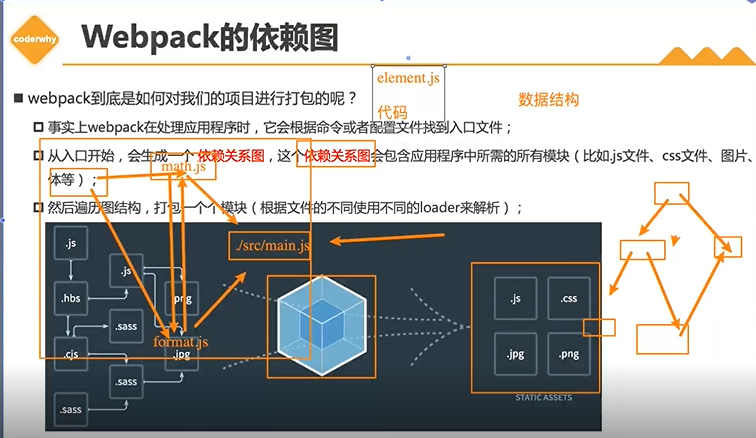 coderwhy
Webpack的依赖图
element.js
代码
数据结构
webpack到底是如何对我们的项目进行打包的呢？
事实上webpack在处理应用程序时，它会根据命令或者配置文件找到入口文件；
从入口开始，会生成一个 依赖关系图，这个依赖关系图会包含应用程序中所需的所有模块（比如.js文件、css文件、图片、
体等）；
math.js
然后遍历图结构，打包一个个模块（根据文件的不同使用不同的loader来解析）；
./src/main.js
.js
.js
.hbs
.png
.sass
format.js
.cjs
.jpg
.sass
.sass
.js
.css
.jpg
.png
STATIC ASSETS